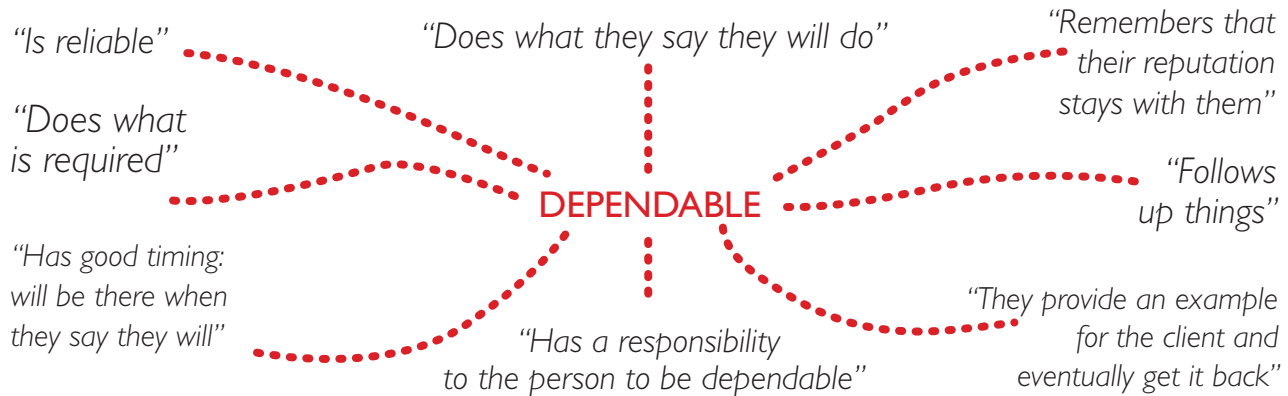 “Is reliable”
“Does what they say they will do”
“Remembers that
their reputation
stays with them”
“Does what
is required”
DEPENDABLE
“Follows
up things”
“Has good timing:
will be there when
they say they will”
“Has a responsibility
to the person to be dependable”
“They provide an example
for the client and
eventually get it back”